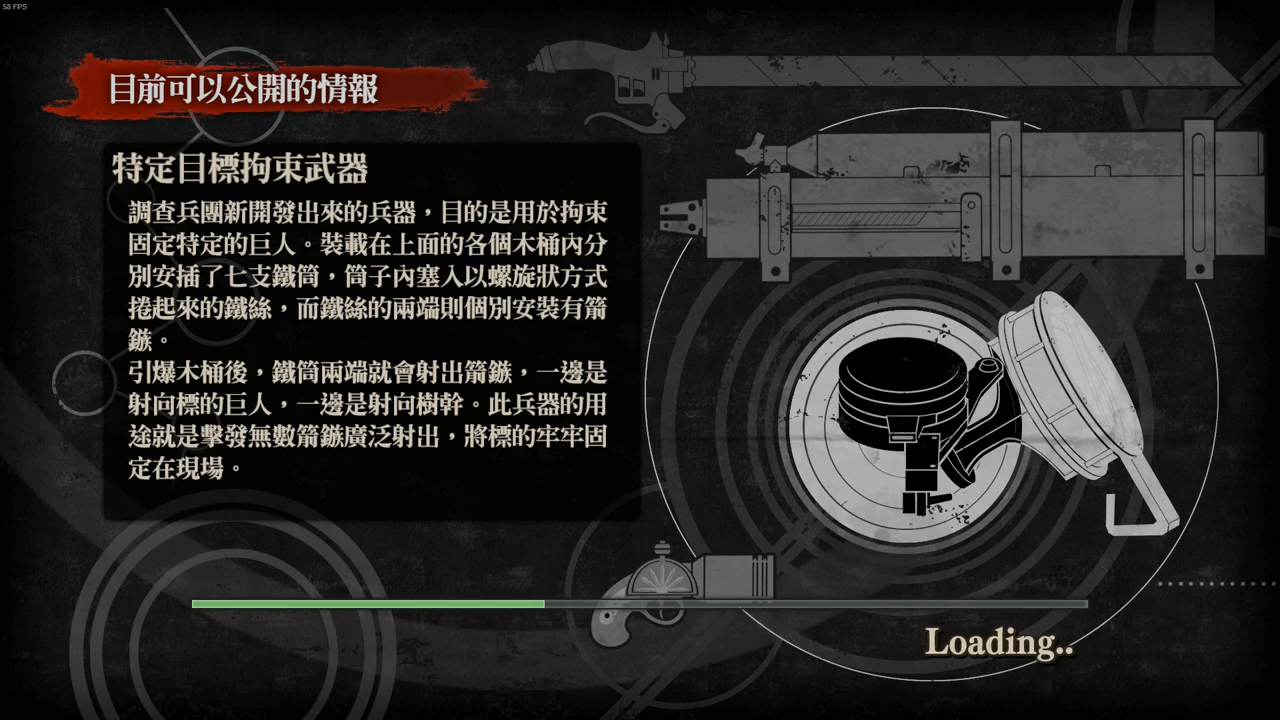 58 FPS
目前可以公開的情報
特定目標拘束武器
調查兵團新開發出來的兵器，目的是用於拘束
固定特定的巨人。裝載在上面的各個木桶內分
別安插了七支鐵筒，筒子內塞入以螺旋狀方式
捲起來的鐵絲，而鐵絲的兩端則個別安裝有箭
鏃。
引爆木桶後，鐵筒兩端就會射出箭鏃，一邊是
射向標的巨人，一邊是射向樹幹。此兵器的用
途就是擊發無數箭鏃廣泛射出，將標的牢牢固
定在現場。
Loading..